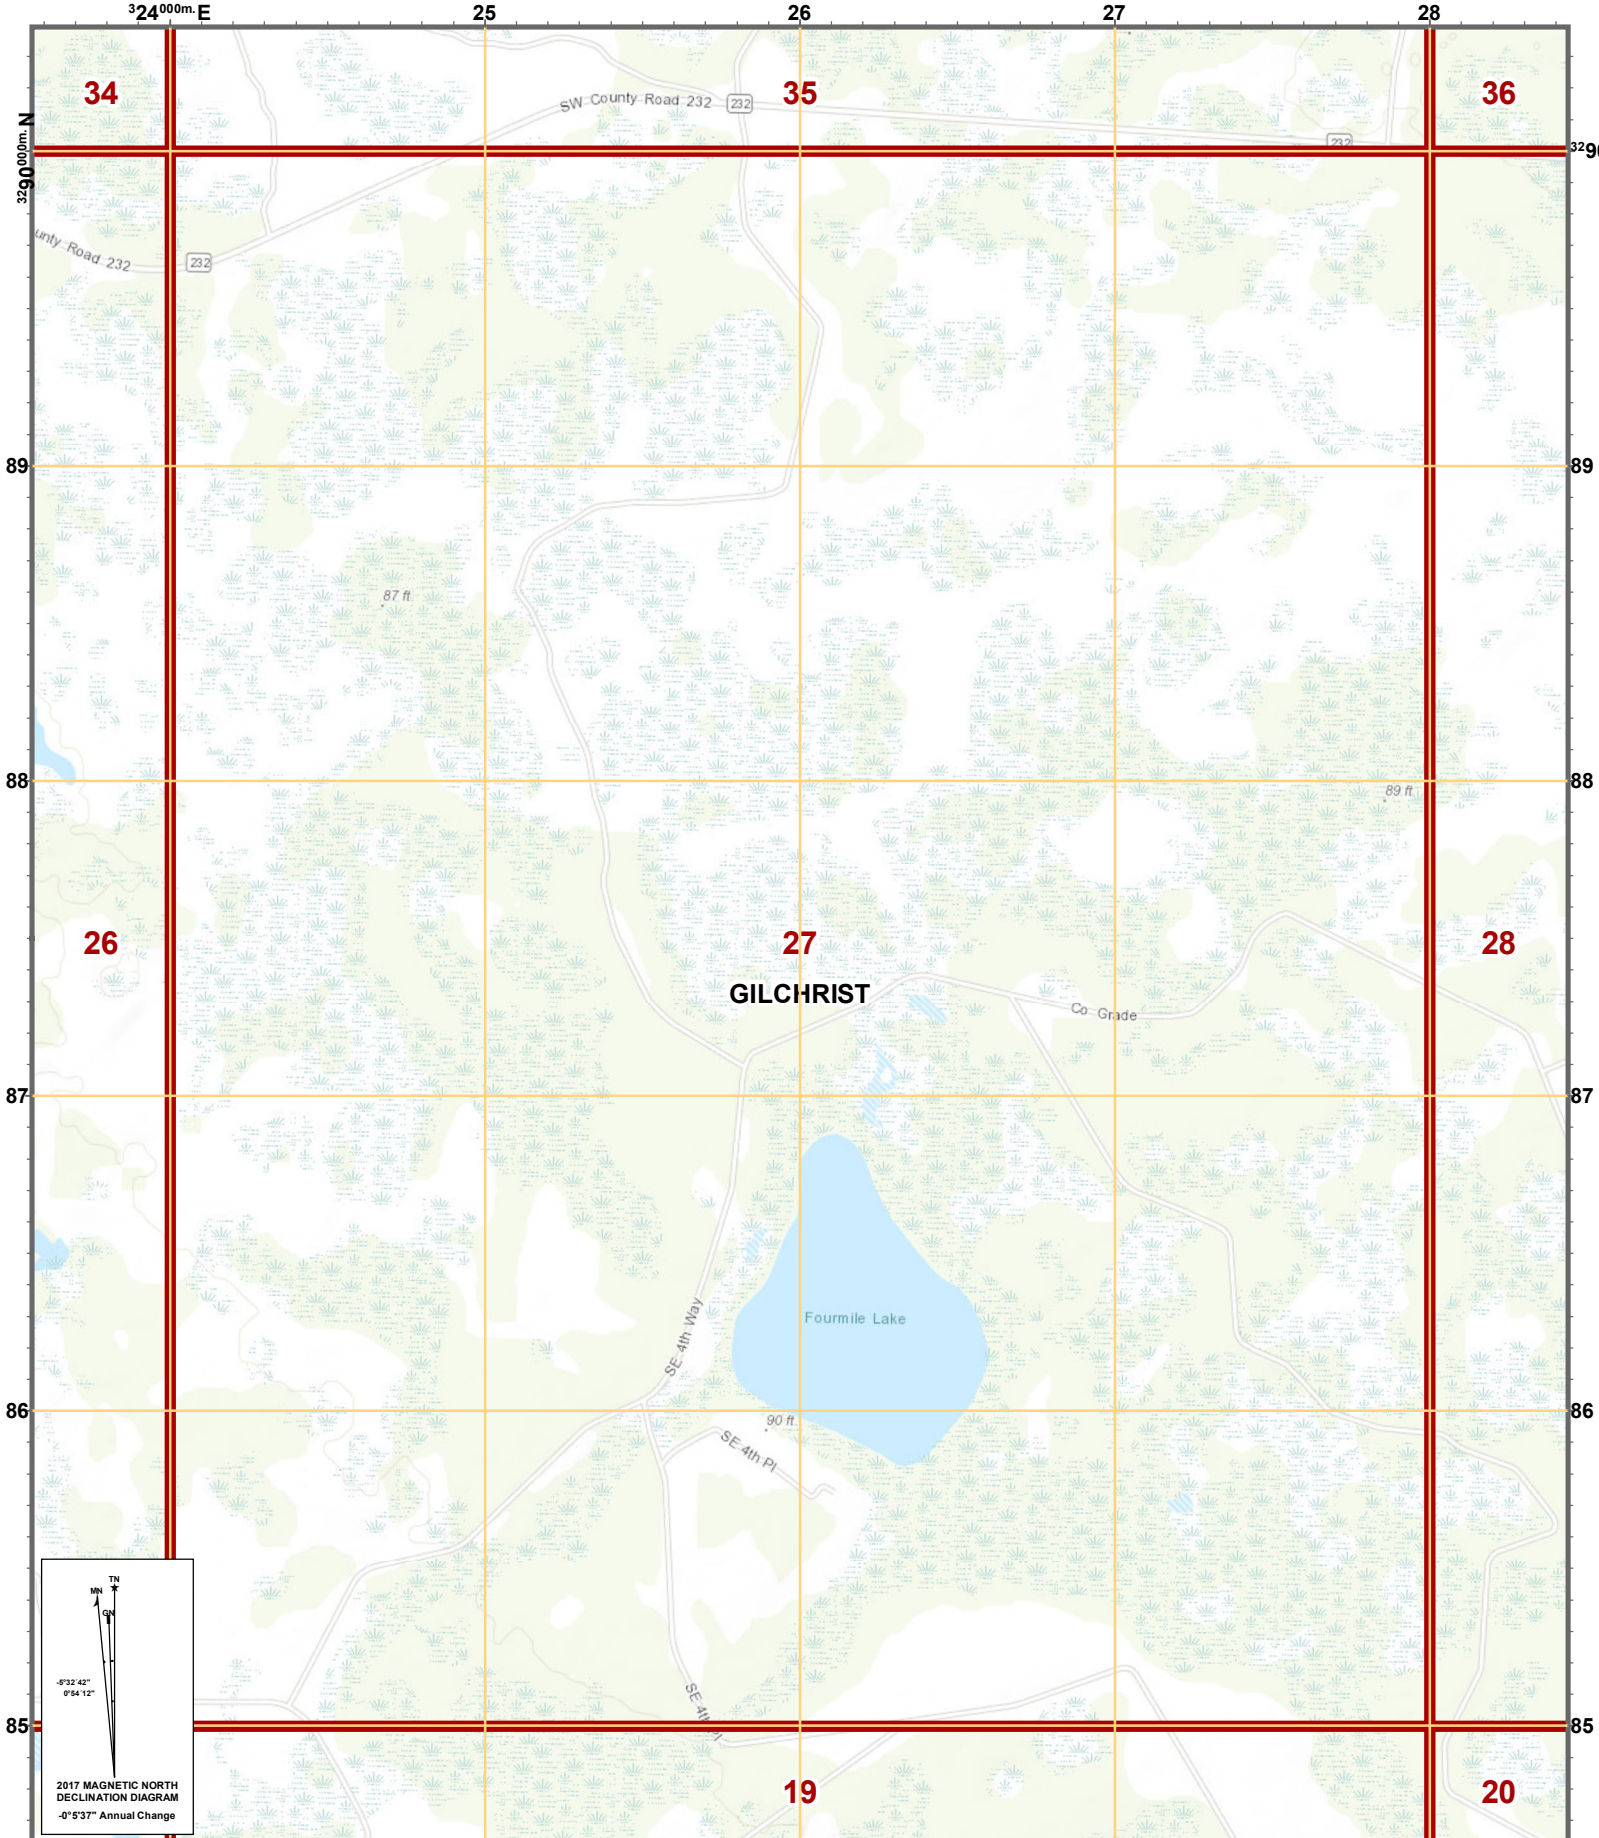 324000m. E
25
26
27
28
34
SW County Road 232
232
35
36
3290000m. N
232
3290
unty Road 232
232
89
89
87 ft
88
88
89 ft
26
27
28
GILCHRIST
Co Grade
87
87
Fourmile Lake
SE 4th Way
86
86
90 ft
SE 4th Pl
TN
MN
GN
-5°32'42"
0°54'12"
SE 4th Pl
85
85
2017 MAGNETIC NORTH
DECLINATION DIAGRAM
-0°5'37" Annual Change
19
20